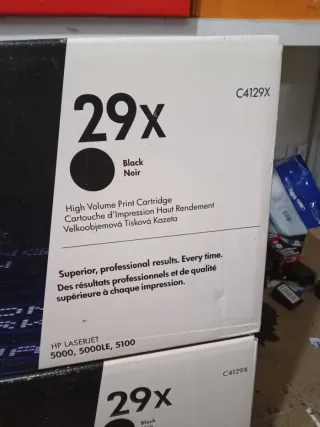 29X
C4129X
Black
Noir
High Volume Print Cartridge
Cartouche d'Impression Haut Rendement
Velkoobjemová Tisková Kazeta
Superior, professional results. Every time.
Des résultats professionnels et de qualité
supérieure à chaque impression.
HP LASERJET
5000, 5000LE, 5100
29X
C4129X
Black